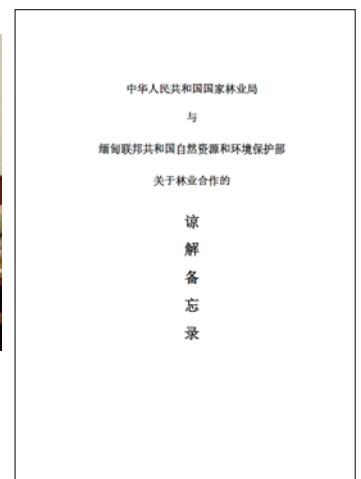 中华人民共和国国家林业局
与
缅甸联邦共和国自然资源和环境保护部
关于林业合作的
谅
解
备
忘
录